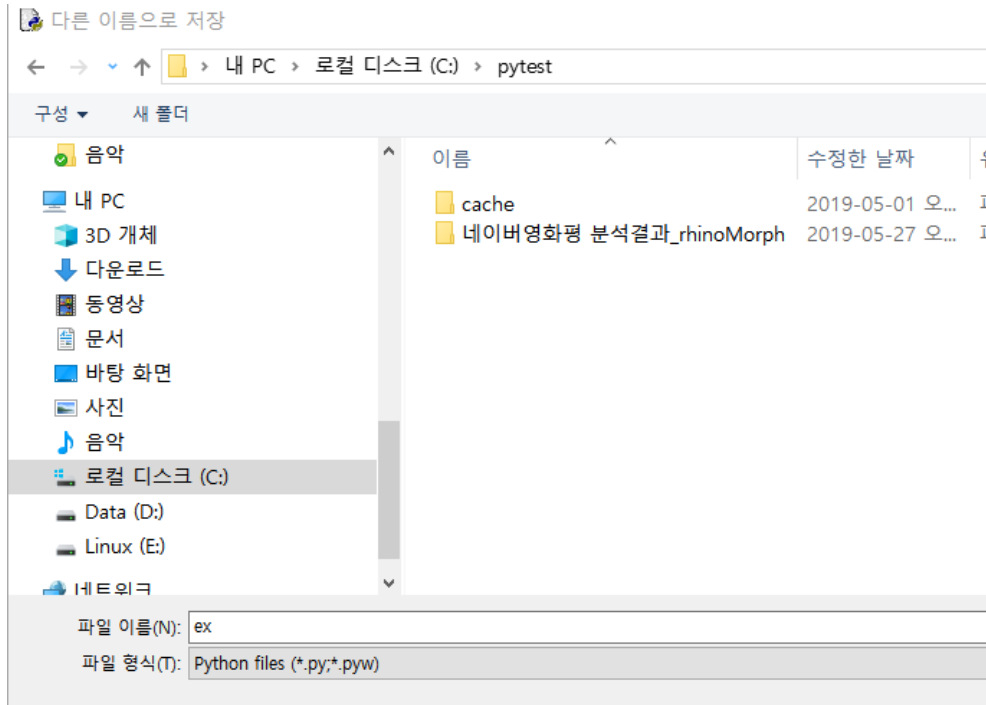 다른 이름으로 저장
내 PC › 로컬 디스크 (C:) › pytest
구성 새 폴더
음악
내 PC
3D 개체
다운로드
동영상
문서
바탕 화면
사진
음악
로컬 디스크 (C:)
Data (D:)
Linux (E:)
네트워크
이름 수정한 날짜
cache 2019-05-01 오...
네이버영화평 분석결과_rhinoMorph 2019-05-27 오...
파일 이름(N): ex
파일 형식(T): Python files (*.py;*.pyw)